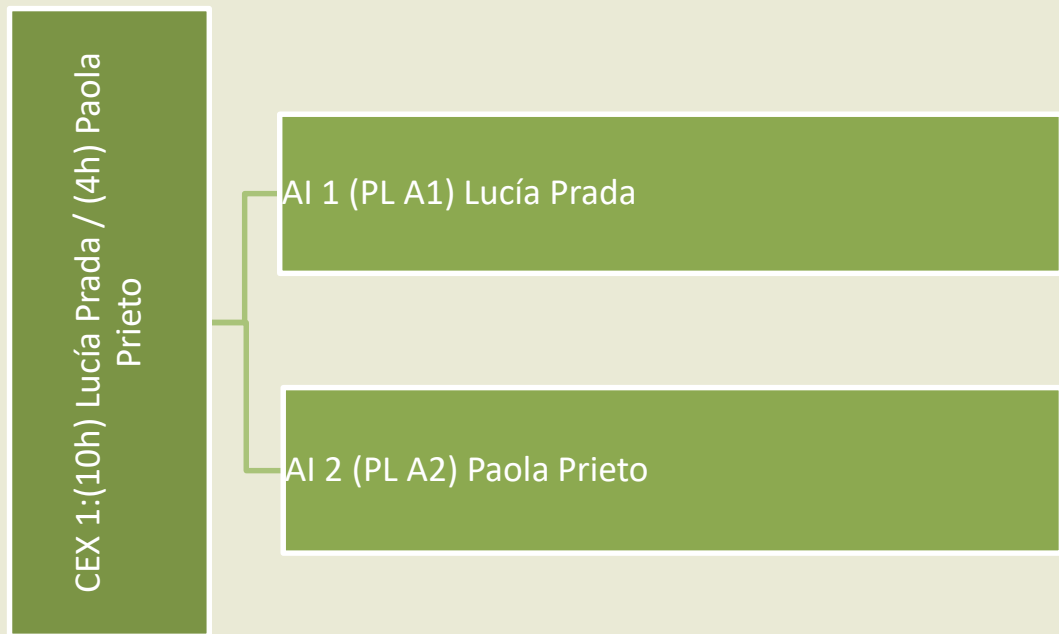 CEX 1:(10h) Lucía Prada / (4h) Paola
Prieto
AI 1 (PL A1) Lucía Prada
AI 2 (PL A2) Paola Prieto